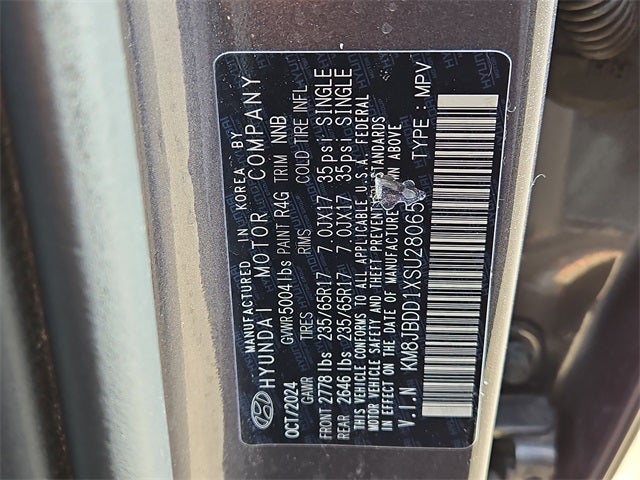 MANUFACTURED IN KOREA BY
HYUNDAI MOTOR COMPANY
OCT/2024 GVWR 5004 lbs PAINT R4G TRIM NNB
GAWR TIRES RIMS COLD TIRE INFL
FRONT 2778 lbs 235/65R17 7.0JX17 35psi SINGLE
REAR 2646 lbs 235/65R17 7.0JX17 35psi SINGLE
THIS VEHICLE CONFORMS TO ALL APPLICABLE U.S.A. FEDERAL
MOTOR VEHICLE SAFETY AND THEFT PREVENTION STANDARDS
IN EFFECT ON THE DATE OF MANUFACTURE SHOWN ABOVE
V.I.N KM8JBDD1XSU28065 TYPE : MPV
7